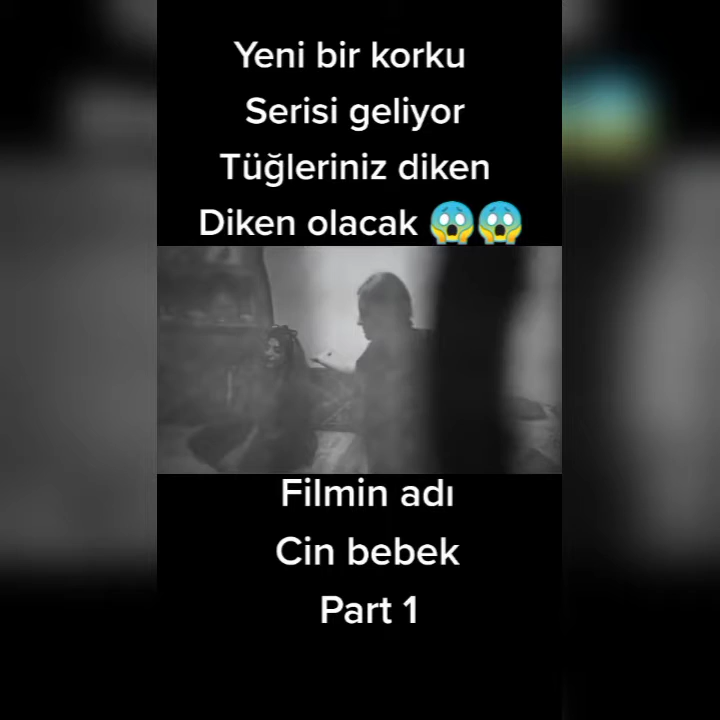 Yeni bir korku
Serisi geliyor
Tüğleriniz diken
Diken olacak 😱😱
Filmin adı
Cin bebek
Part 1